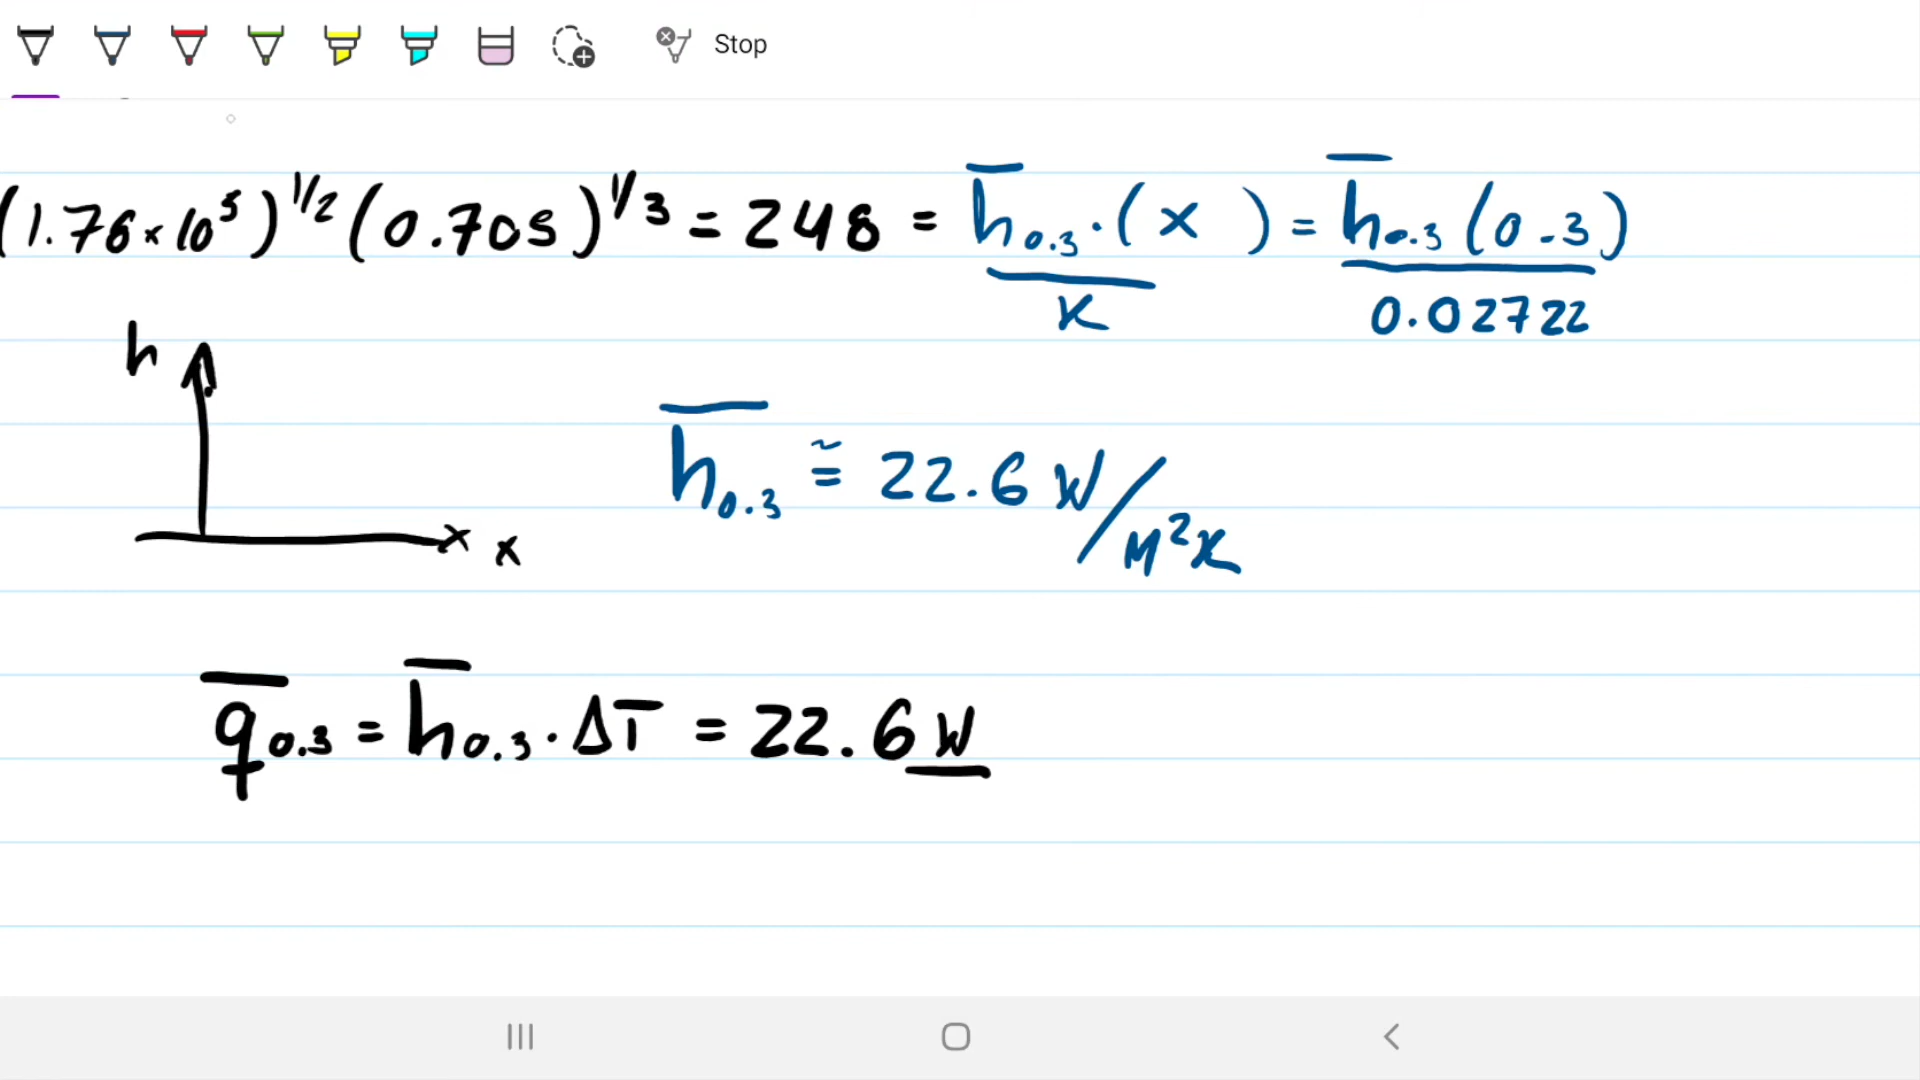 Stop
(1.76×10⁵)^1/2 (0.705)^1/3 = 248 = h̅₀.₃·(x)/K = h̅₀.₃(0.3)/0.02722
h
x
h̅₀.₃ ≅ 22.6 W/m²K
q̅₀.₃ = h̅₀.₃·ΔT = 22.6 W